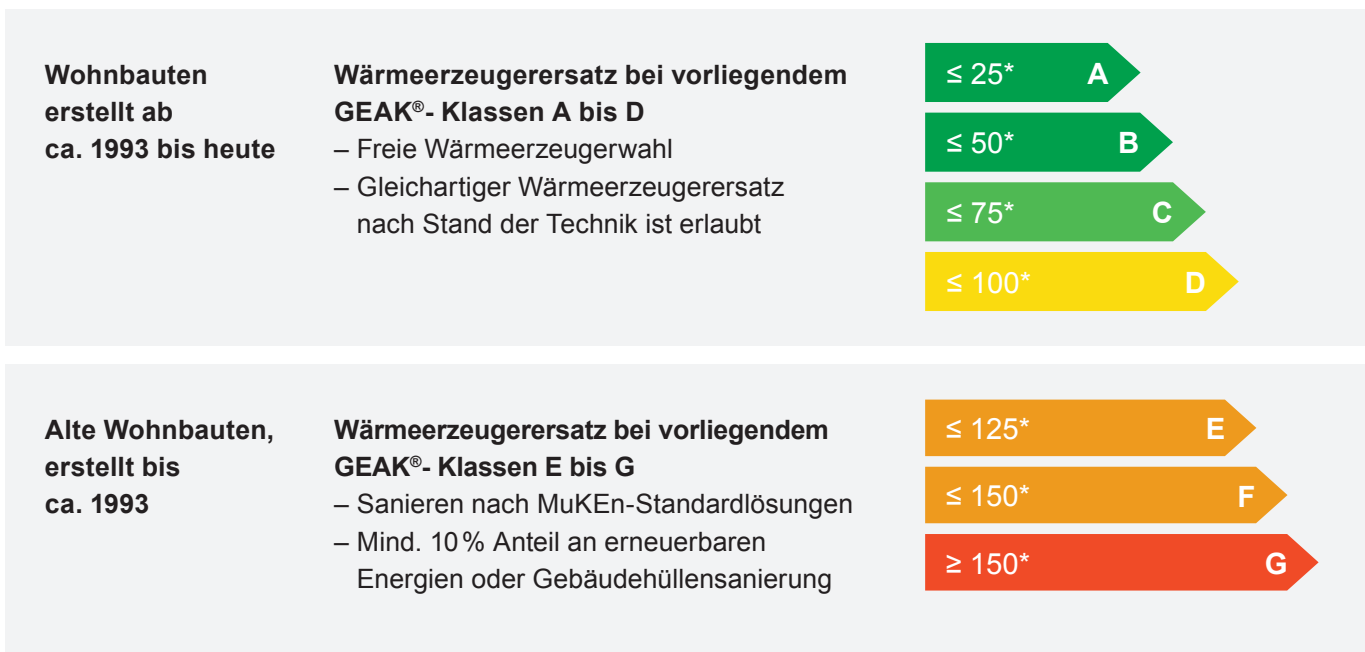 Wohnbauten
erstellt ab
ca. 1993 bis heute
Wärmeerzeugerersatz bei vorliegendem
GEAK®- Klassen A bis D
– Freie Wärmeerzeugerwahl
– Gleichartiger Wärmeerzeugerersatz
nach Stand der Technik ist erlaubt
≤ 25* A
≤ 50* B
≤ 75* C
≤ 100* D
Alte Wohnbauten,
erstellt bis
ca. 1993
Wärmeerzeugerersatz bei vorliegendem
GEAK®- Klassen E bis G
– Sanieren nach MuKEn-Standardlösungen
– Mind. 10 % Anteil an erneuerbaren
Energien oder Gebäudehüllensanierung
≤ 125* E
≤ 150* F
≥ 150* G